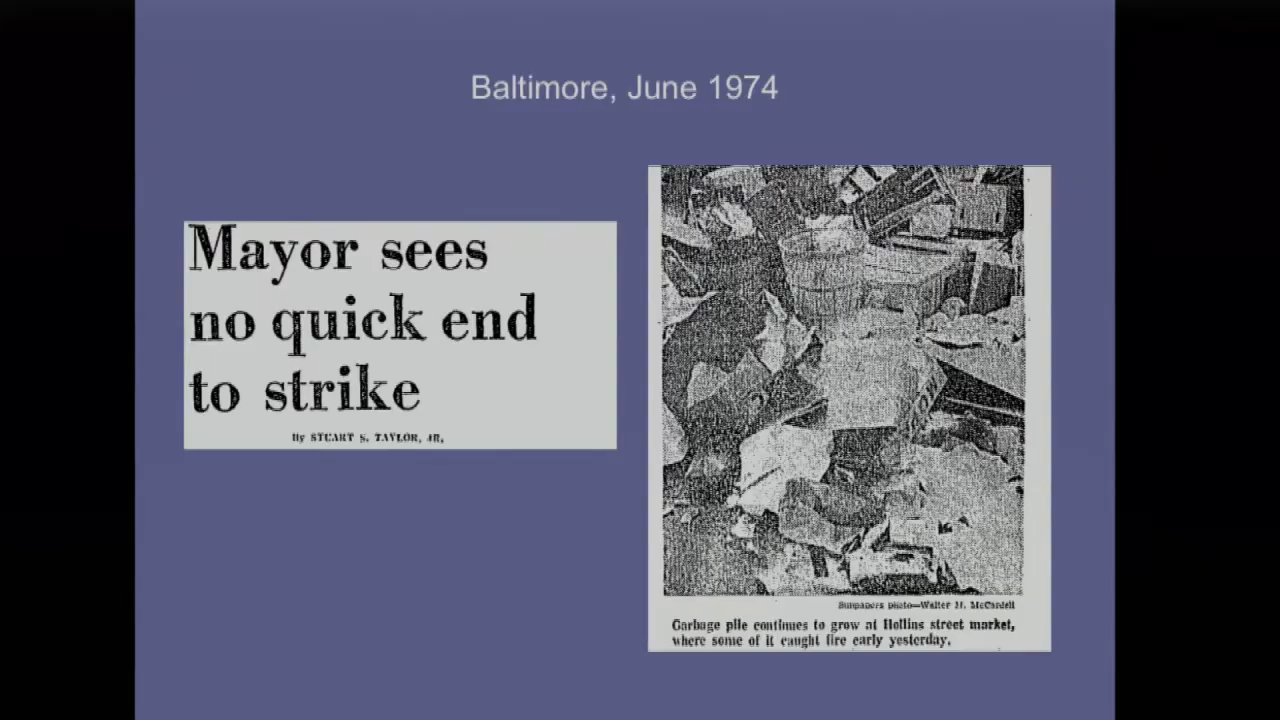 Baltimore, June 1974
Mayor sees
no quick end
to strike
By STUART S. TAYLOR, JR.
Sunpapers photo—Walter M. McCardell
Garbage pile continues to grow at Hollins street market,
where some of it caught fire early yesterday.